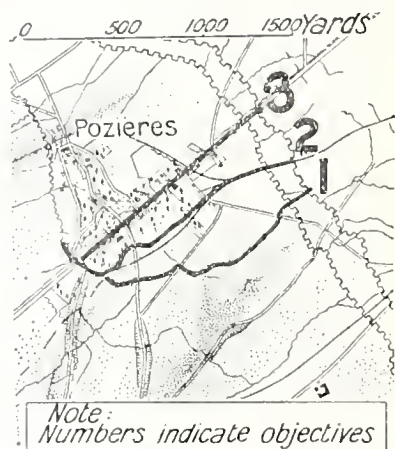 0 500 1000 1500 Yards
3
Pozieres
2
1
Note:
Numbers indicate objectives